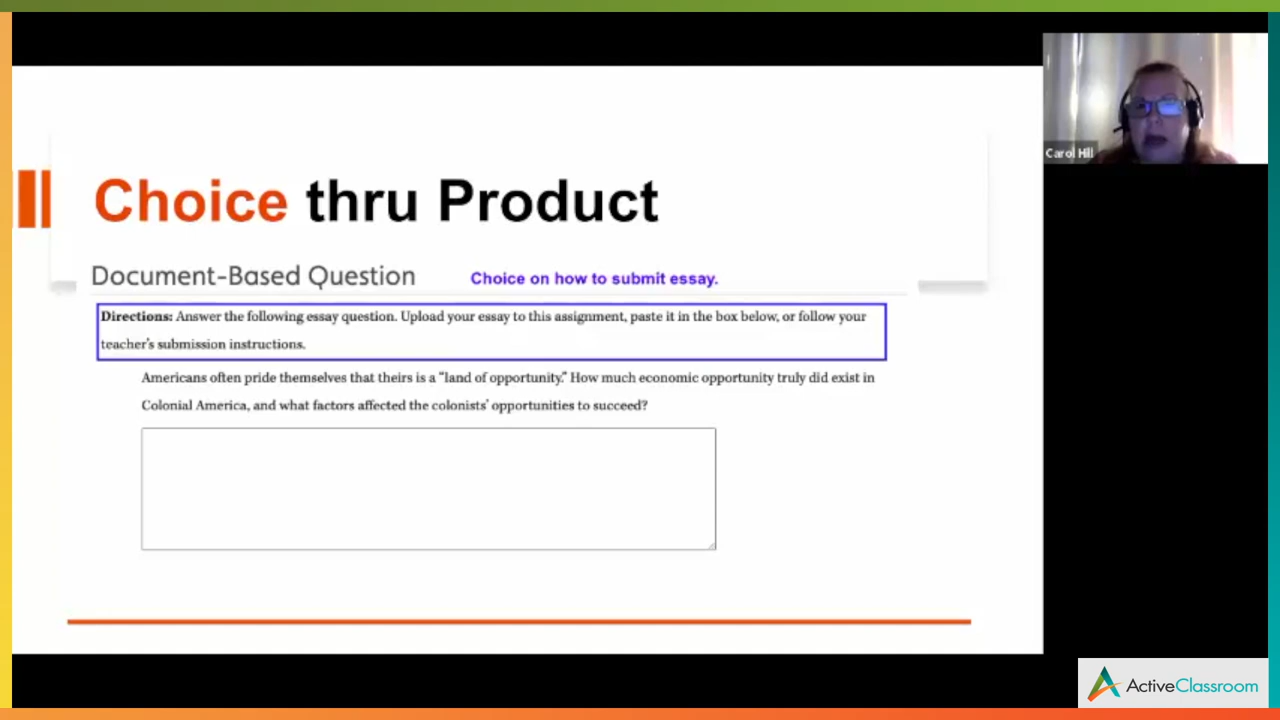 Choice thru Product
Document-Based Question
Choice on how to submit essay.
Directions: Answer the following essay question. Upload your essay to this assignment, paste it in the box below, or follow your
teacher's submission instructions.
Americans often pride themselves that theirs is a “land of opportunity.” How much economic opportunity truly did exist in
Colonial America, and what factors affected the colonists' opportunities to succeed?
Carol Hill
ActiveClassroom